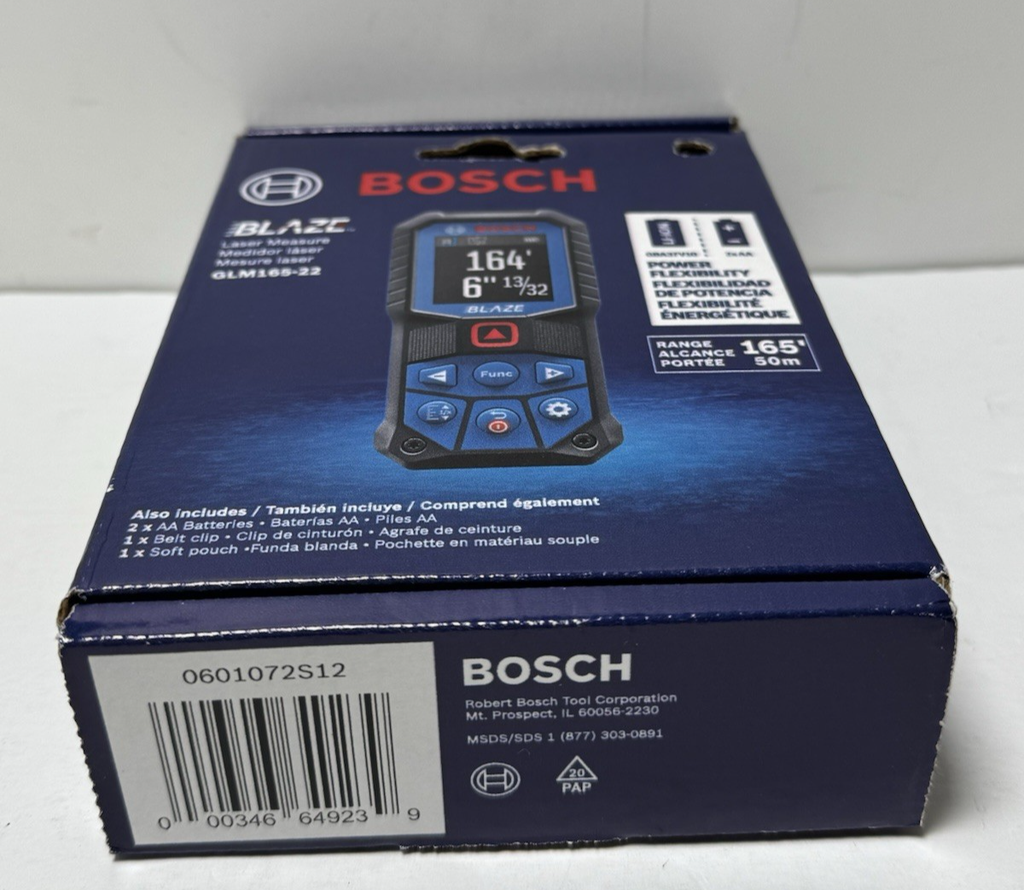 BOSCH
BLAZE
Laser Measure
Medidor láser
Mesure laser
GLM165-22
BOSCH
164'
6" 13/32
BLAZE
Func
LI-ION
2xAA
POWER
FLEXIBILITY
FLEXIBILIDAD
DE POTENCIA
FLEXIBILITÉ
ÉNERGÉTIQUE
RANGE
ALCANCE
PORTÉE
165'
50m
Also includes / También incluye / Comprend également
2 x AA Batteries • Baterías AA • Piles AA
1 x Belt clip • Clip de cinturón • Agrafe de ceinture
1 x Soft pouch •Funda blanda • Pochette en matériau souple
0601072S12
0 00346 64923 9
BOSCH
Robert Bosch Tool Corporation
Mt. Prospect, IL 60056-2230
MSDS/SDS 1 (877) 303-0891
20
PAP